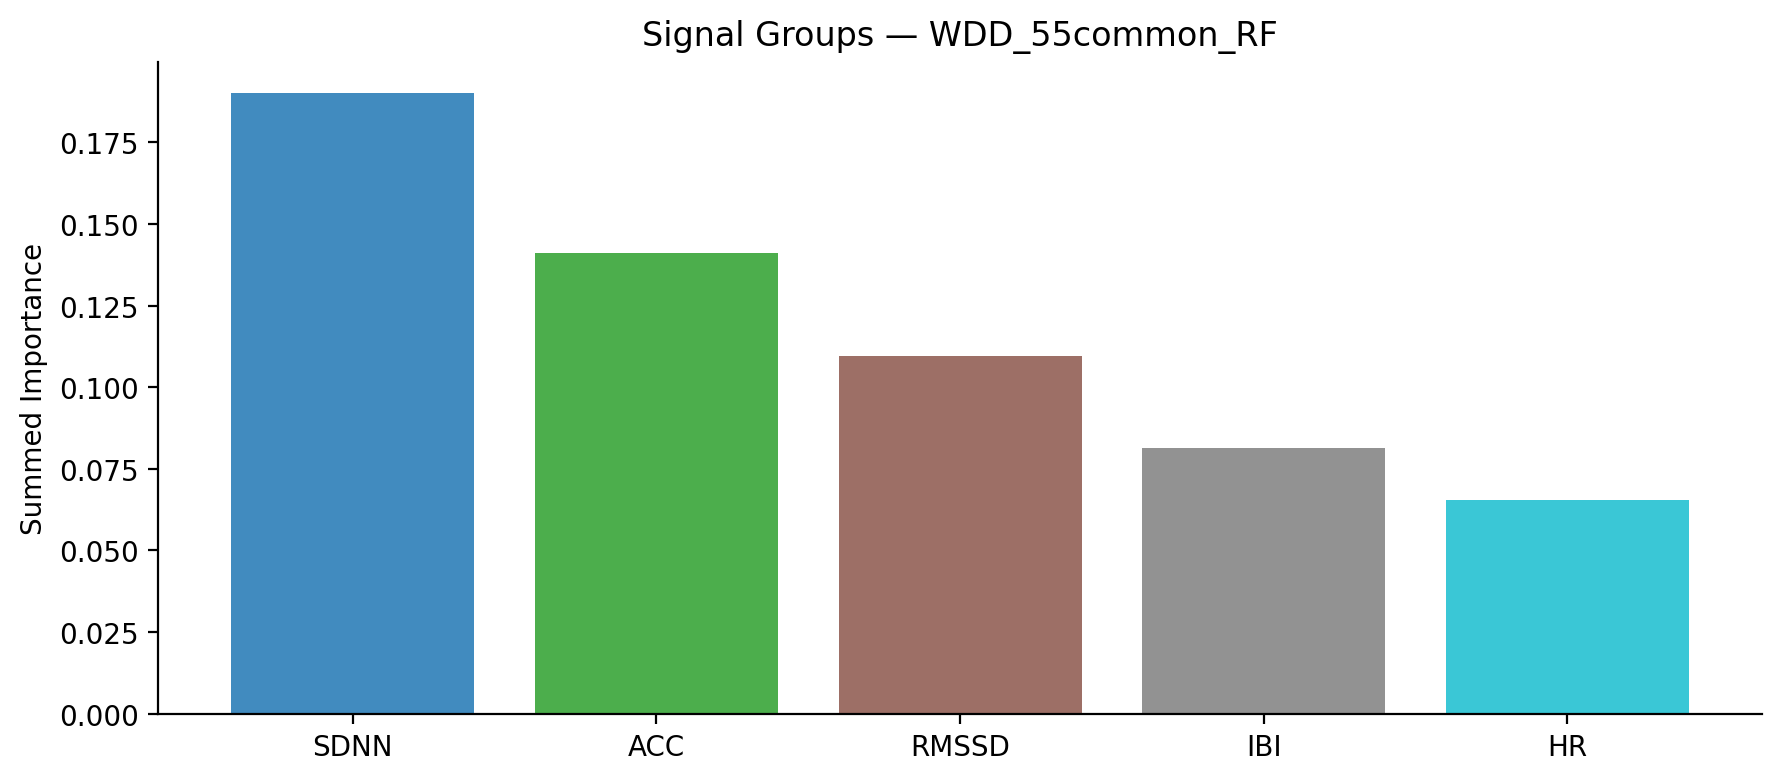 Signal Groups — WDD_55common_RF
Summed Importance
0.175
0.150
0.125
0.100
0.075
0.050
0.025
0.000
SDNN ACC RMSSD IBI HR